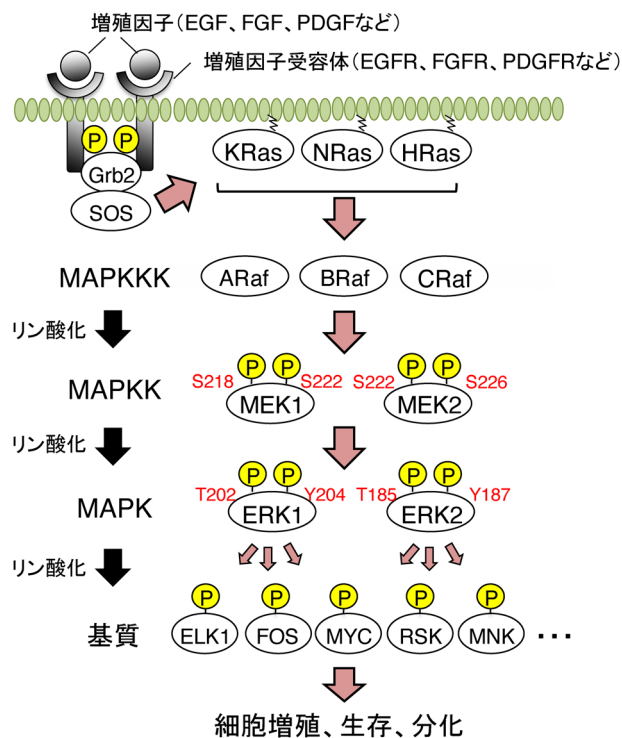 増殖因子（EGF、FGF、PDGFなど）
増殖因子受容体（EGFR、FGFR、PDGFRなど）
P P
Grb2
SOS
KRas NRas HRas
MAPKKK ARaf BRaf CRaf
リン酸化
P P P P
S218 S222 S222 S226
MAPKK MEK1 MEK2
リン酸化
P P P P
T202 Y204 T185 Y187
MAPK ERK1 ERK2
リン酸化
P P P P P
基質 ELK1 FOS MYC RSK MNK ･･･
細胞増殖、生存、分化